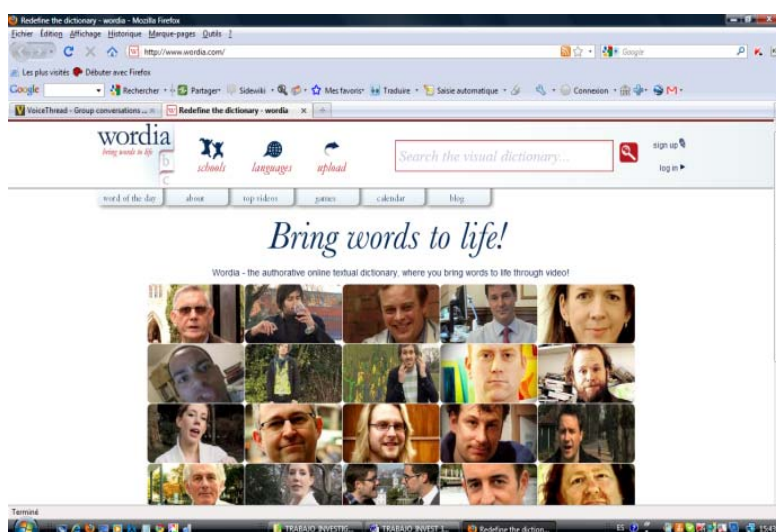 Redefine the dictionary - wordia - Mozilla Firefox
Fichier Édition Affichage Historique Marque-pages Outils ?
http://www.wordia.com/
Google
Les plus visités Débuter avec Firefox
Google Rechercher Partager Sidewiki Mes favoris Traduire Saisie automatique Connexion
VoiceThread - Group conversations ... Redefine the dictionary - wordia
wordia
bring words to life
b
c
schools languages upload
Search the visual dictionary...
sign up
log in
word of the day about top videos games calendar blog
Bring words to life!
Wordia - the authorative online textual dictionary, where you bring words to life through video!
Terminé
TRABAJO INVESTIG... TRABAJO INVEST 1... Redefine the diction... ES 15:43